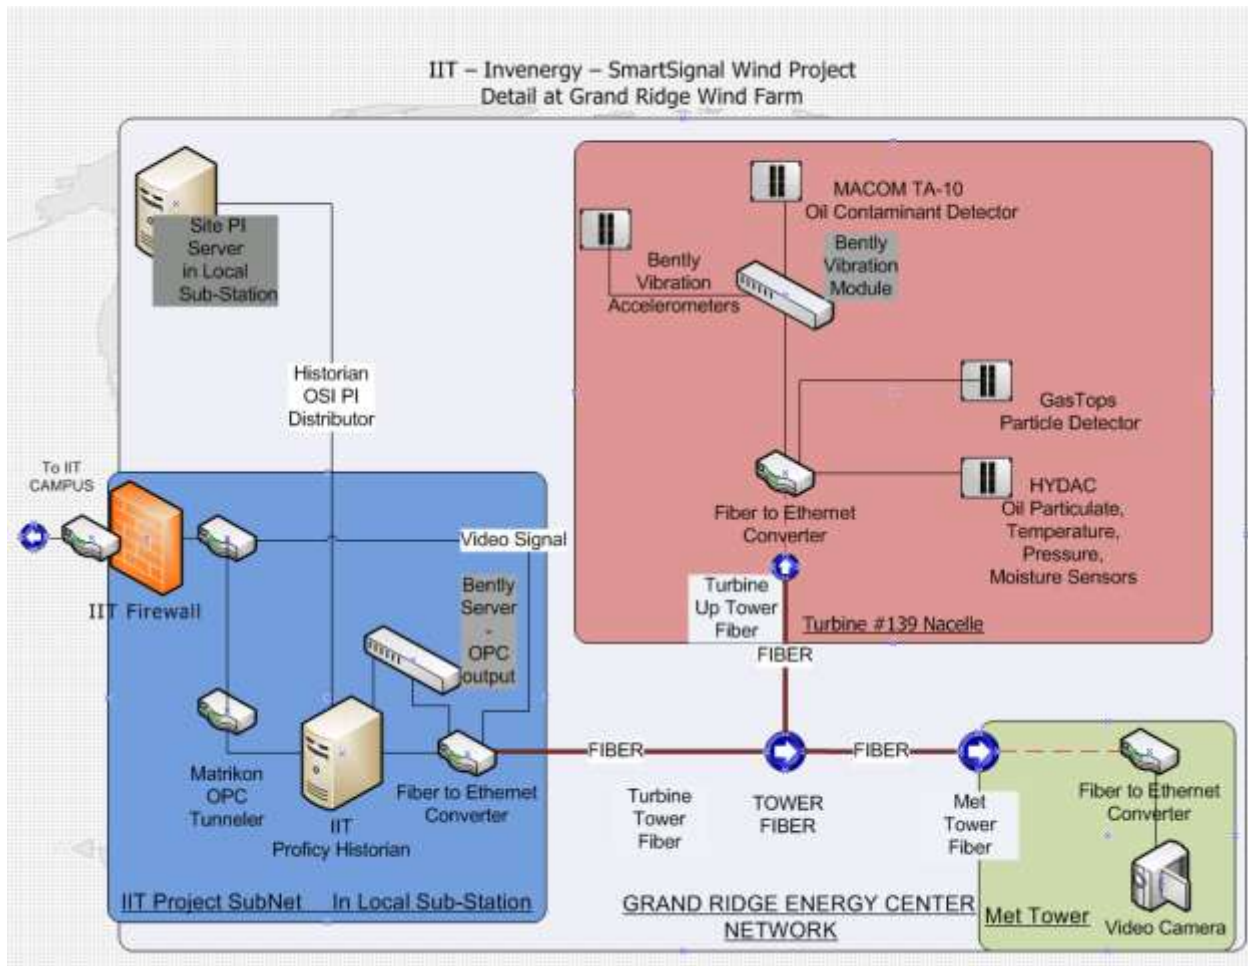 IIT – Invenergy – SmartSignal Wind Project
Detail at Grand Ridge Wind Farm
Site PI
Server
in Local
Sub-Station
Historian
OSI PI
Distributor
MACOM TA-10
Oil Contaminant Detector
Bently
Vibration
Accelerometers
Bently
Vibration
Module
GasTops
Particle Detector
HYDAC
Oil Particulate,
Temperature,
Pressure,
Moisture Sensors
Fiber to Ethernet
Converter
Turbine
Up Tower
Fiber
Turbine #139 Nacelle
FIBER
To IIT
CAMPUS
IIT Firewall
Video Signal
Bently
Server
-
OPC
output
Matrikon
OPC
Tunneler
IIT
Proficy Historian
Fiber to Ethernet
Converter
IIT Project SubNet
In Local Sub-Station
FIBER
FIBER
Turbine
Tower
Fiber
TOWER
FIBER
Met
Tower
Fiber
Fiber to Ethernet
Converter
Video Camera
Met Tower
GRAND RIDGE ENERGY CENTER
NETWORK